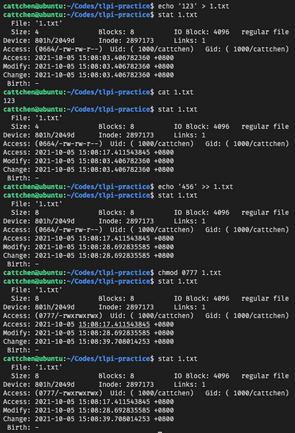 cattchen@ubuntu:~/Codes/tlpi-practice$ echo '123' > 1.txt
cattchen@ubuntu:~/Codes/tlpi-practice$ stat 1.txt
File: '1.txt'
Size: 4 Blocks: 8 IO Block: 4096 regular file
Device: 801h/2049d Inode: 2897173 Links: 1
Access: (0664/-rw-rw-r--) Uid: ( 1000/cattchen) Gid: ( 1000/cattchen)
Access: 2021-10-05 15:08:03.406782360 +0800
Modify: 2021-10-05 15:08:03.406782360 +0800
Change: 2021-10-05 15:08:03.406782360 +0800
Birth: -
cattchen@ubuntu:~/Codes/tlpi-practice$ cat 1.txt
123
cattchen@ubuntu:~/Codes/tlpi-practice$ stat 1.txt
File: '1.txt'
Size: 4 Blocks: 8 IO Block: 4096 regular file
Device: 801h/2049d Inode: 2897173 Links: 1
Access: (0664/-rw-rw-r--) Uid: ( 1000/cattchen) Gid: ( 1000/cattchen)
Access: 2021-10-05 15:08:17.411543845 +0800
Modify: 2021-10-05 15:08:03.406782360 +0800
Change: 2021-10-05 15:08:03.406782360 +0800
Birth: -
cattchen@ubuntu:~/Codes/tlpi-practice$ echo '456' >> 1.txt
cattchen@ubuntu:~/Codes/tlpi-practice$ stat 1.txt
File: '1.txt'
Size: 8 Blocks: 8 IO Block: 4096 regular file
Device: 801h/2049d Inode: 2897173 Links: 1
Access: (0664/-rw-rw-r--) Uid: ( 1000/cattchen) Gid: ( 1000/cattchen)
Access: 2021-10-05 15:08:17.411543845 +0800
Modify: 2021-10-05 15:08:28.692835585 +0800
Change: 2021-10-05 15:08:28.692835585 +0800
Birth: -
cattchen@ubuntu:~/Codes/tlpi-practice$ chmod 0777 1.txt
cattchen@ubuntu:~/Codes/tlpi-practice$ stat 1.txt
File: '1.txt'
Size: 8 Blocks: 8 IO Block: 4096 regular file
Device: 801h/2049d Inode: 2897173 Links: 1
Access: (0777/-rwxrwxrwx) Uid: ( 1000/cattchen) Gid: ( 1000/cattchen)
Access: 2021-10-05 15:08:17.411543845 +0800
Modify: 2021-10-05 15:08:28.692835585 +0800
Change: 2021-10-05 15:08:39.708014253 +0800
Birth: -
cattchen@ubuntu:~/Codes/tlpi-practice$ stat 1.txt
File: '1.txt'
Size: 8 Blocks: 8 IO Block: 4096 regular file
Device: 801h/2049d Inode: 2897173 Links: 1
Access: (0777/-rwxrwxrwx) Uid: ( 1000/cattchen) Gid: ( 1000/cattchen)
Access: 2021-10-05 15:08:17.411543845 +0800
Modify: 2021-10-05 15:08:28.692835585 +0800
Change: 2021-10-05 15:08:39.708014253 +0800
Birth: -